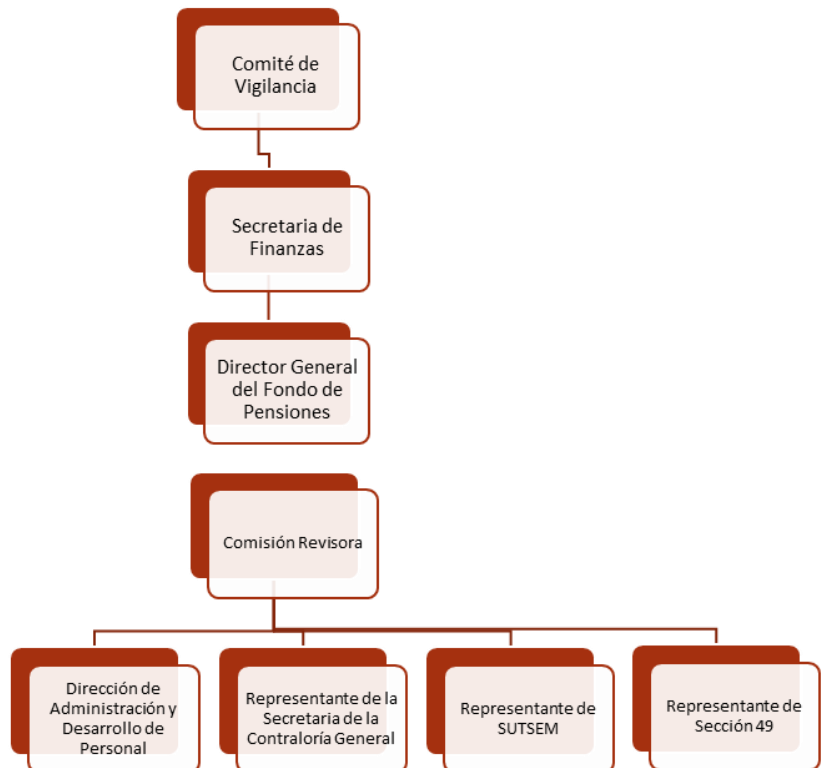 Comité de
Vigilancia
Secretaria de
Finanzas
Director General
del Fondo de
Pensiones
Comisión Revisora
Dirección de
Administración y
Desarrollo de
Personal
Representante de la
Secretaria de la
Contraloría General
Representante de
SUTSEM
Representante de
Sección 49